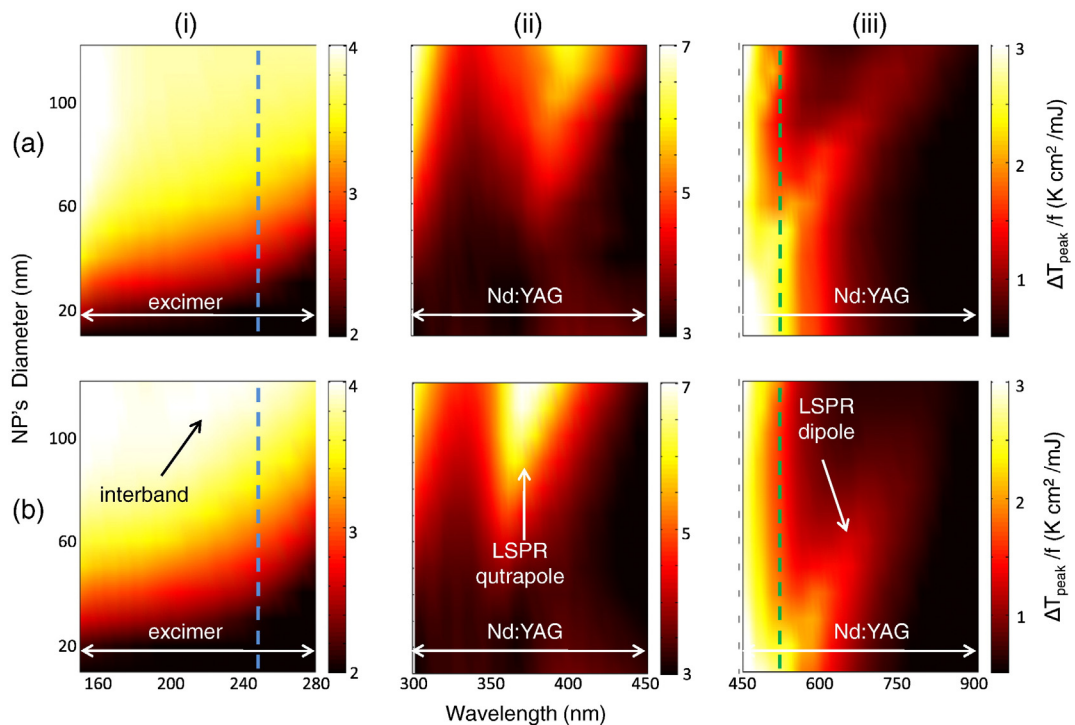 (i)
(ii)
(iii)
(a)
100
60
20
excimer
4
3
2
Nd:YAG
7
5
3
Nd:YAG
3
2
1
ΔTpeak /f (K cm² /mJ)
NP's Diameter (nm)
(b)
100
60
20
interband
excimer
160
200
240
280
4
3
2
LSPR
qutrapole
Nd:YAG
300
350
400
450
7
5
3
LSPR
dipole
Nd:YAG
450
600
750
900
3
2
1
ΔTpeak /f (K cm² /mJ)
Wavelength (nm)